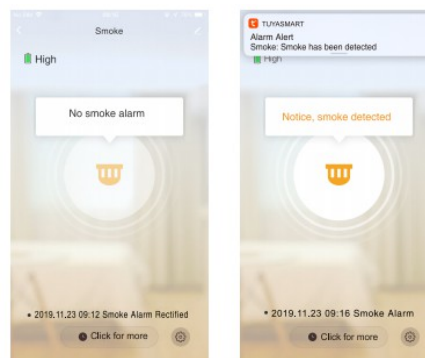 Smoke
High
No smoke alarm
• 2019.11.23 09:12 Smoke Alarm Rectified
Click for more
TUYASMART
Alarm Alert
Smoke: Smoke has been detected
High
Notice, smoke detected
• 2019.11.23 09:16 Smoke Alarm
Click for more